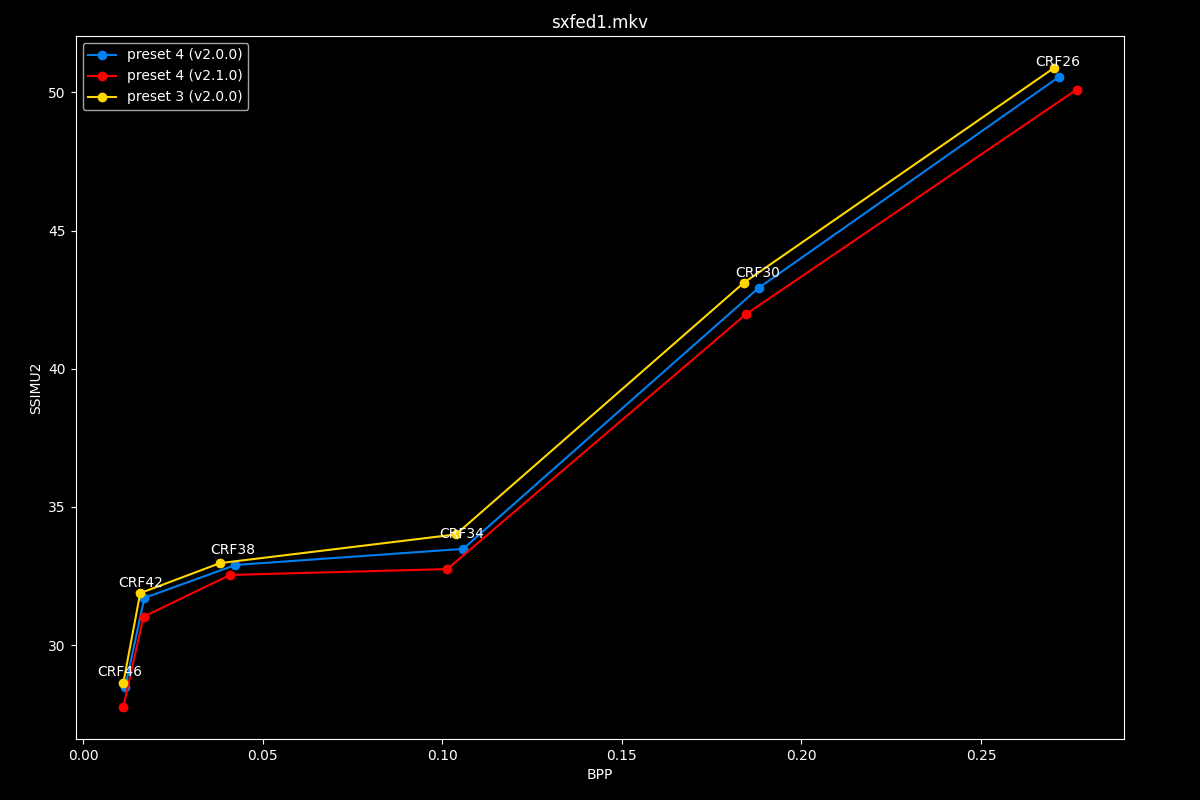 sxfed1.mkv
preset 4 (v2.0.0)
preset 4 (v2.1.0)
preset 3 (v2.0.0)
CRF26
CRF30
CRF34
CRF38
CRF42
CRF46
50
45
40
35
30
SSIMU2
0.00 0.05 0.10 0.15 0.20 0.25
BPP